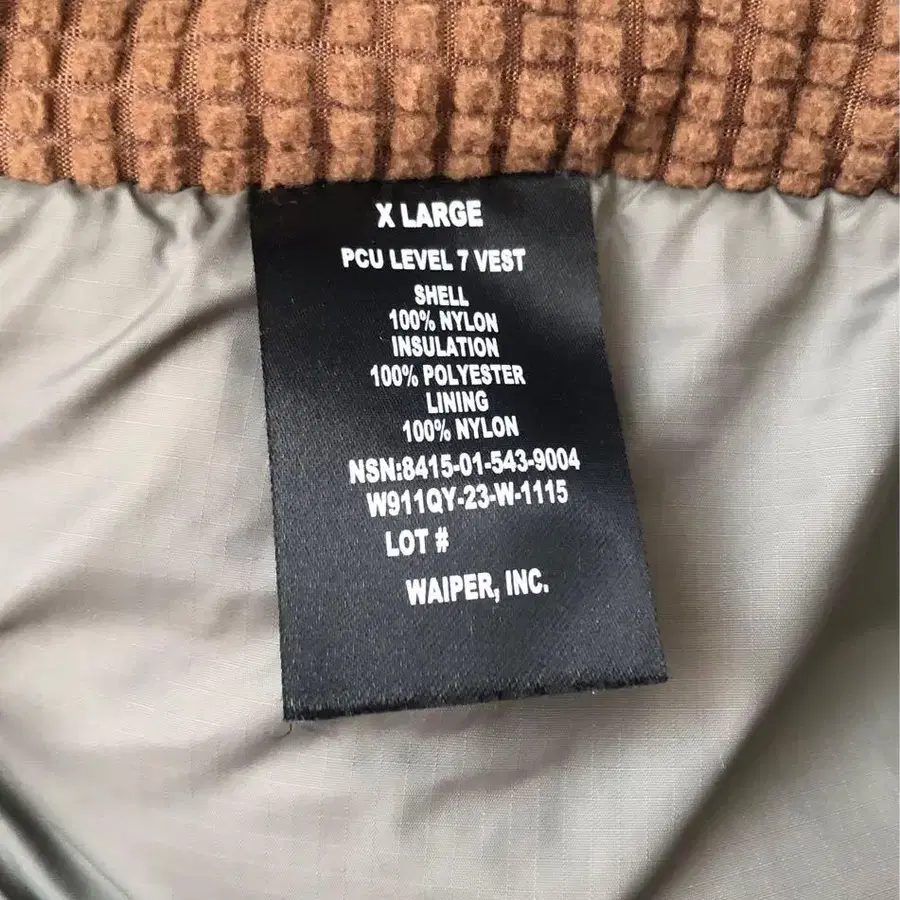 X LARGE
PCU LEVEL 7 VEST
SHELL
100% NYLON
INSULATION
100% POLYESTER
LINING
100% NYLON
NSN:8415-01-543-9004
W911QY-23-W-1115
LOT #
WAIPER, INC.